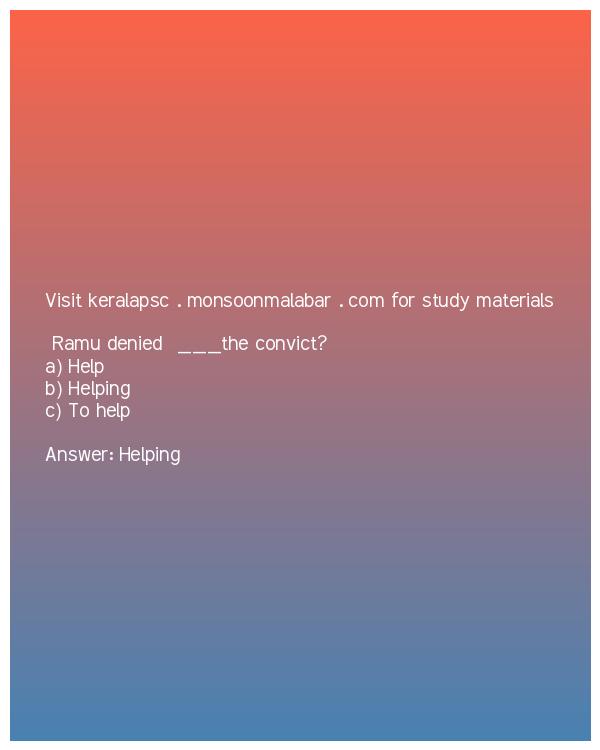 Visit keralapsc . monsoonmalabar . com for study materials
Ramu denied ___the convict?
a) Help
b) Helping
c) To help
Answer: Helping